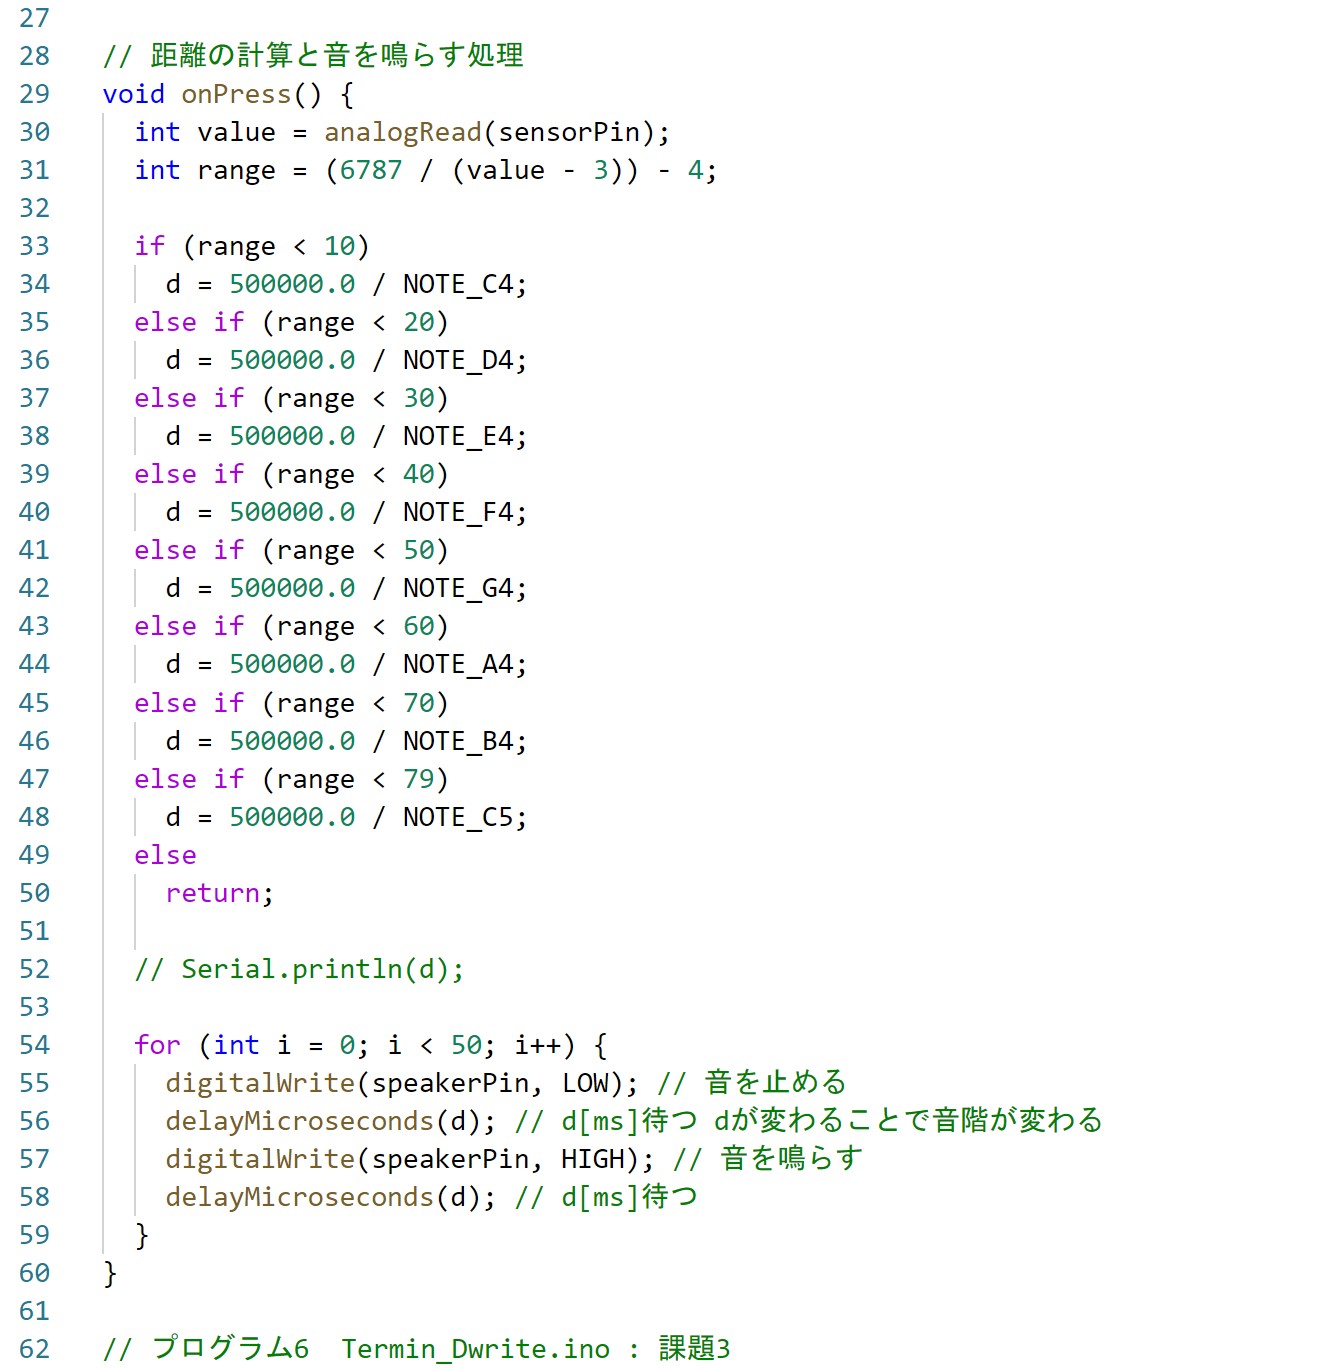 27
28 // 距離の計算と音を鳴らす処理
29 void onPress() {
30   int value = analogRead(sensorPin);
31   int range = (6787 / (value - 3)) - 4;
32
33   if (range < 10)
34     d = 500000.0 / NOTE_C4;
35   else if (range < 20)
36     d = 500000.0 / NOTE_D4;
37   else if (range < 30)
38     d = 500000.0 / NOTE_E4;
39   else if (range < 40)
40     d = 500000.0 / NOTE_F4;
41   else if (range < 50)
42     d = 500000.0 / NOTE_G4;
43   else if (range < 60)
44     d = 500000.0 / NOTE_A4;
45   else if (range < 70)
46     d = 500000.0 / NOTE_B4;
47   else if (range < 79)
48     d = 500000.0 / NOTE_C5;
49   else
50     return;
51
52   // Serial.println(d);
53
54   for (int i = 0; i < 50; i++) {
55     digitalWrite(speakerPin, LOW); // 音を止める
56     delayMicroseconds(d); // d[ms]待つ dが変わることで音階が変わる
57     digitalWrite(speakerPin, HIGH); // 音を鳴らす
58     delayMicroseconds(d); // d[ms]待つ
59   }
60 }
61
62 // プログラム6  Termin_Dwrite.ino : 課題3